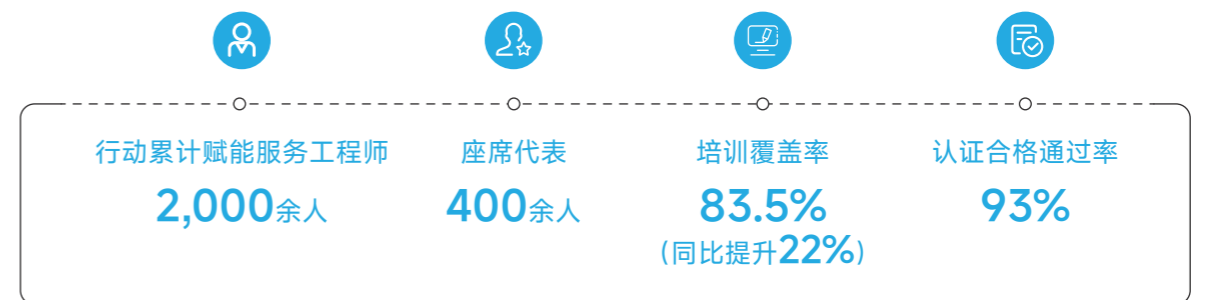 行动累计赋能服务工程师
2,000余人
座席代表
400余人
培训覆盖率
83.5%
(同比提升22%)
认证合格通过率
93%